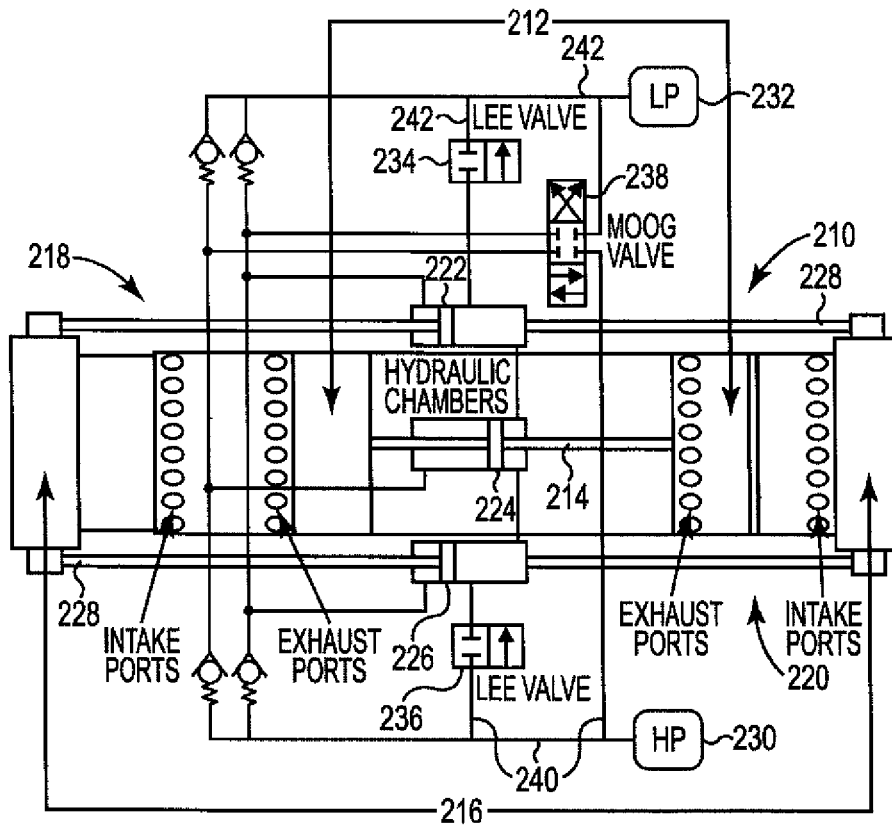 212
242
LP
232
242
LEE VALVE
234
238
MOOG
VALVE
218
210
222
228
HYDRAULIC
CHAMBERS
214
224
228
INTAKE
PORTS
EXHAUST
PORTS
226
EXHAUST
PORTS
INTAKE
PORTS
220
236
LEE VALVE
240
HP
230
216